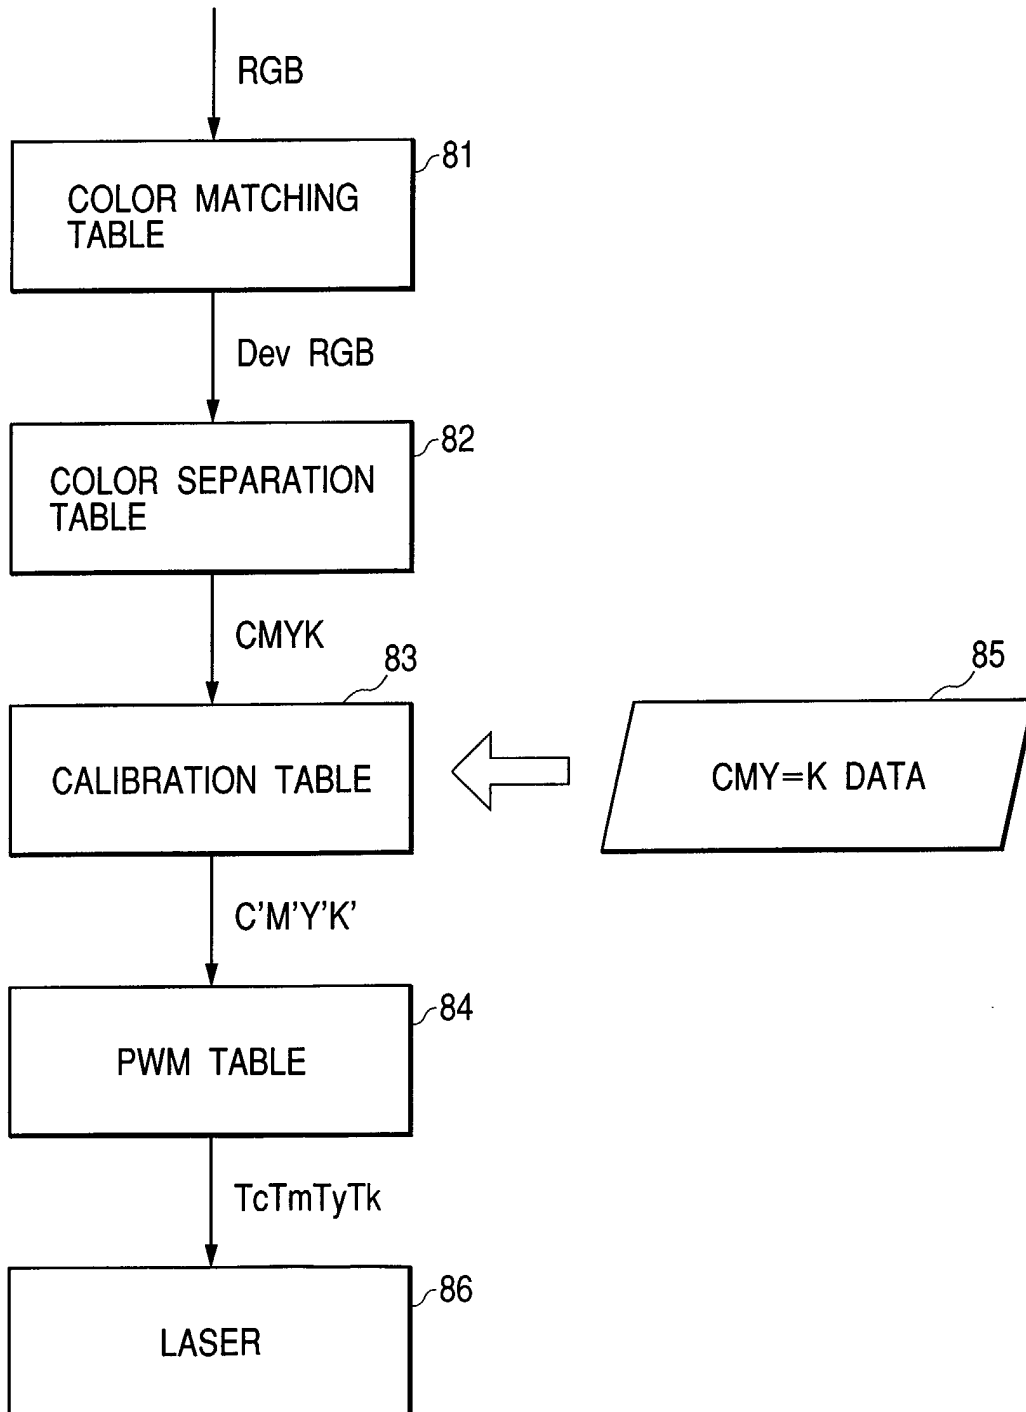 RGB
81
COLOR MATCHING
TABLE
Dev RGB
82
COLOR SEPARATION
TABLE
CMYK
83
85
CALIBRATION TABLE
CMY=K DATA
C'M'Y'K'
84
PWM TABLE
TcTmTyTk
86
LASER